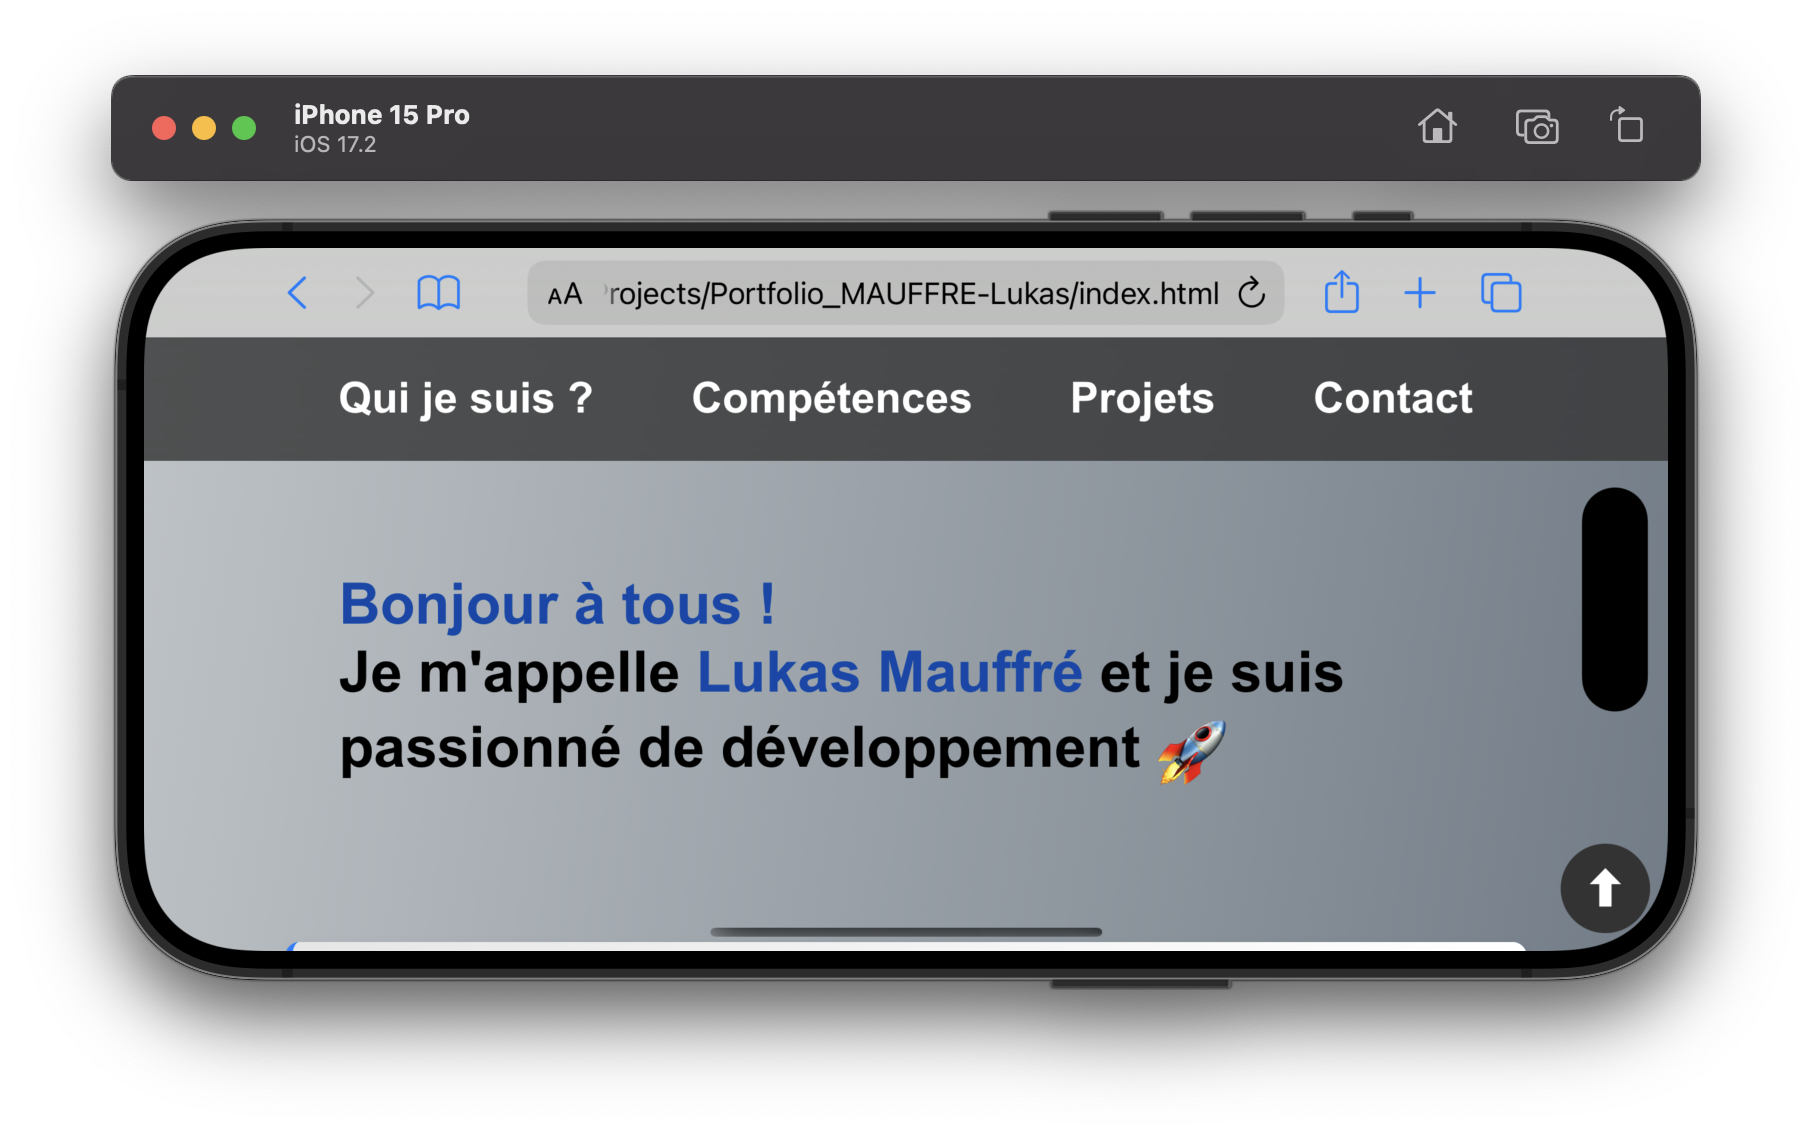 iPhone 15 Pro
iOS 17.2
AA rojects/Portfolio_MAUFFRE-Lukas/index.html
Qui je suis ? Compétences Projets Contact
Bonjour à tous !
Je m'appelle Lukas Mauffré et je suis
passionné de développement 🚀